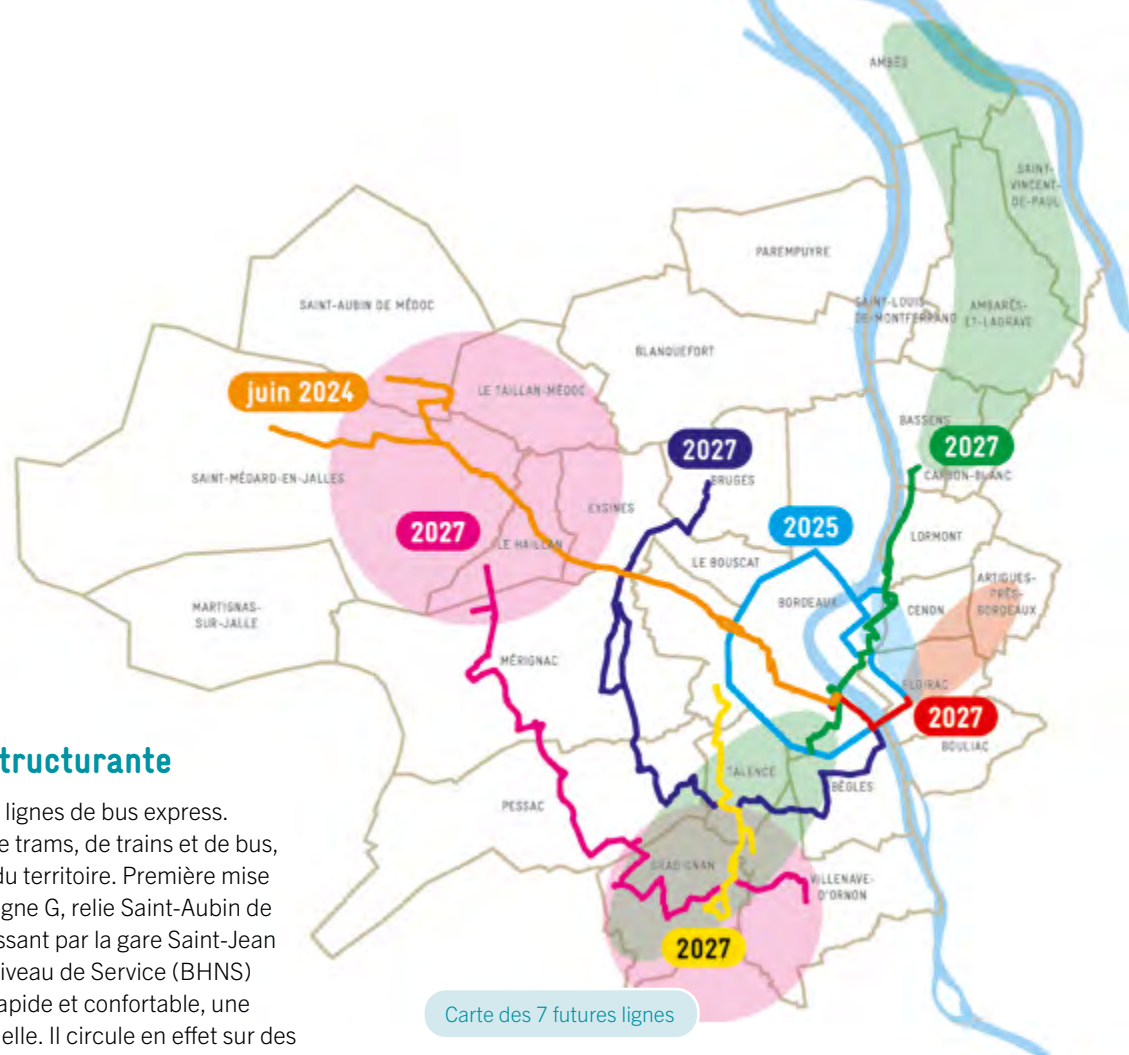 AMBÈS
SAINT-
VINCENT-
DE-PAUL
PAREMPUYRE
SAINT-AUBIN DE MÉDOC
SAINT-LOUIS-
DE-MONTFERRAND
AMBARÈS-
ET-LAGRAVE
BLANQUEFORT
juin 2024
LE TAILLAN-MÉDOC
BASSENS
2027
2027
CARBON-BLANC
SAINT-MÉDARD-EN-JALLES
BRUGES
EYSINES
2025
2027
LE HAILLAN
LORMONT
LE BOUSCAT
ARTIGUES-
PRÈS-
BORDEAUX
MARTIGNAS-
SUR-JALLE
BORDEAUX
CENON
MÉRIGNAC
FLOIRAC
2027
BOULIAC
TALENCE
BÈGLES
PESSAC
GRADIGNAN
VILLENAVE-
D'ORNON
2027
Carte des 7 futures lignes
tructurante
lignes de bus express.
e trams, de trains et de bus,
du territoire. Première mise
igne G, relie Saint-Aubin de
ssant par la gare Saint-Jean
iveau de Service (BHNS)
apide et confortable, une
elle. Il circule en effet sur des